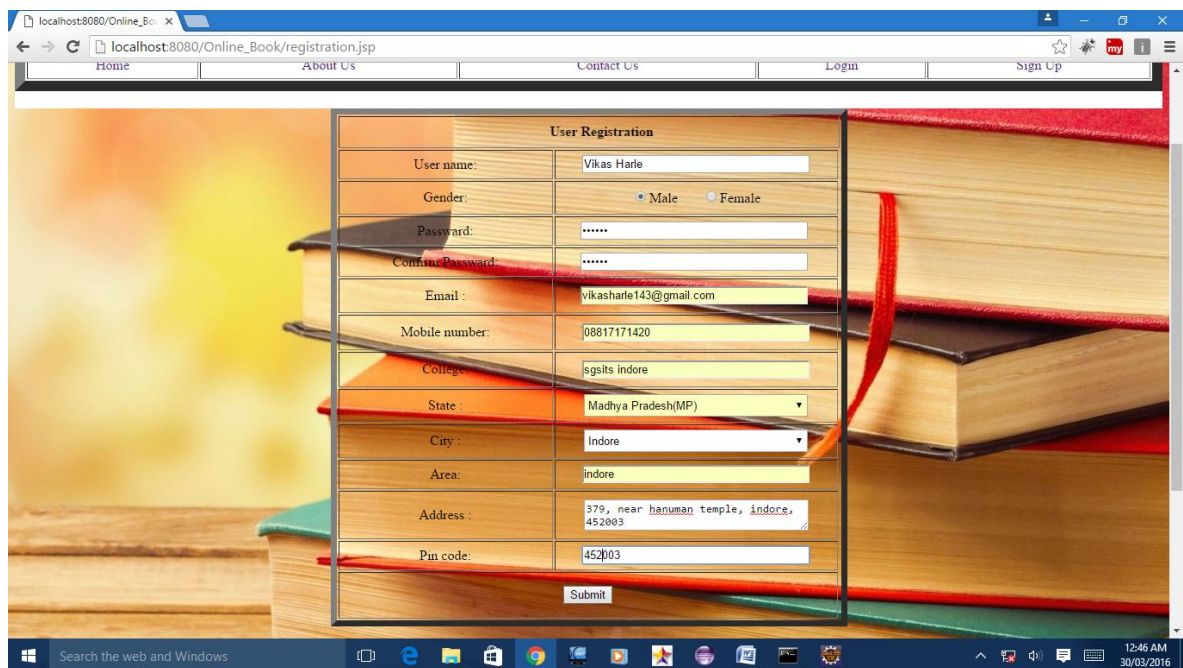 localhost:8080/Online_Bo
localhost:8080/Online_Book/registration.jsp
my
Home About Us Contact Us Login Sign Up
User Registration
User name: Vikas Harle
Gender: Male Female
Passward: ••••••
Confirm Passward: ••••••
Email : vikasharle143@gmail.com
Mobile number: 08817171420
College: sgsits indore
State : Madhya Pradesh(MP)
City : Indore
Area: indore
Address : 379, near hanuman temple, indore,
452003
Pin code: 452003
Submit
Search the web and Windows
12:46 AM
30/03/2016